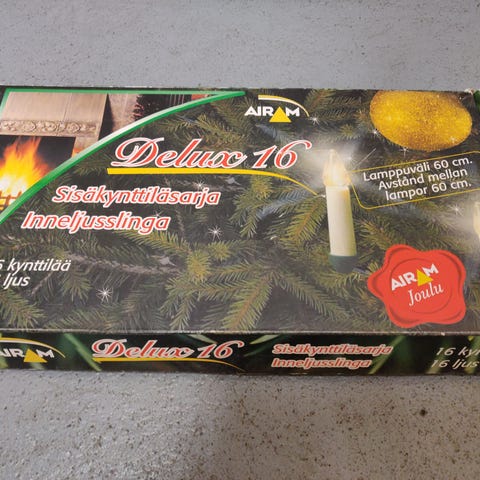 AIRAM
Delux 16
Sisäkynttiläsarja
Inneljusslinga
Lamppuväli 60 cm.
Avstånd mellan
lampor 60 cm.
kynttilää
ljus
AIRAM
Joulu
AIRAM
Delux 16
Sisäkynttiläsarja
Inneljusslinga
16
16 ljus